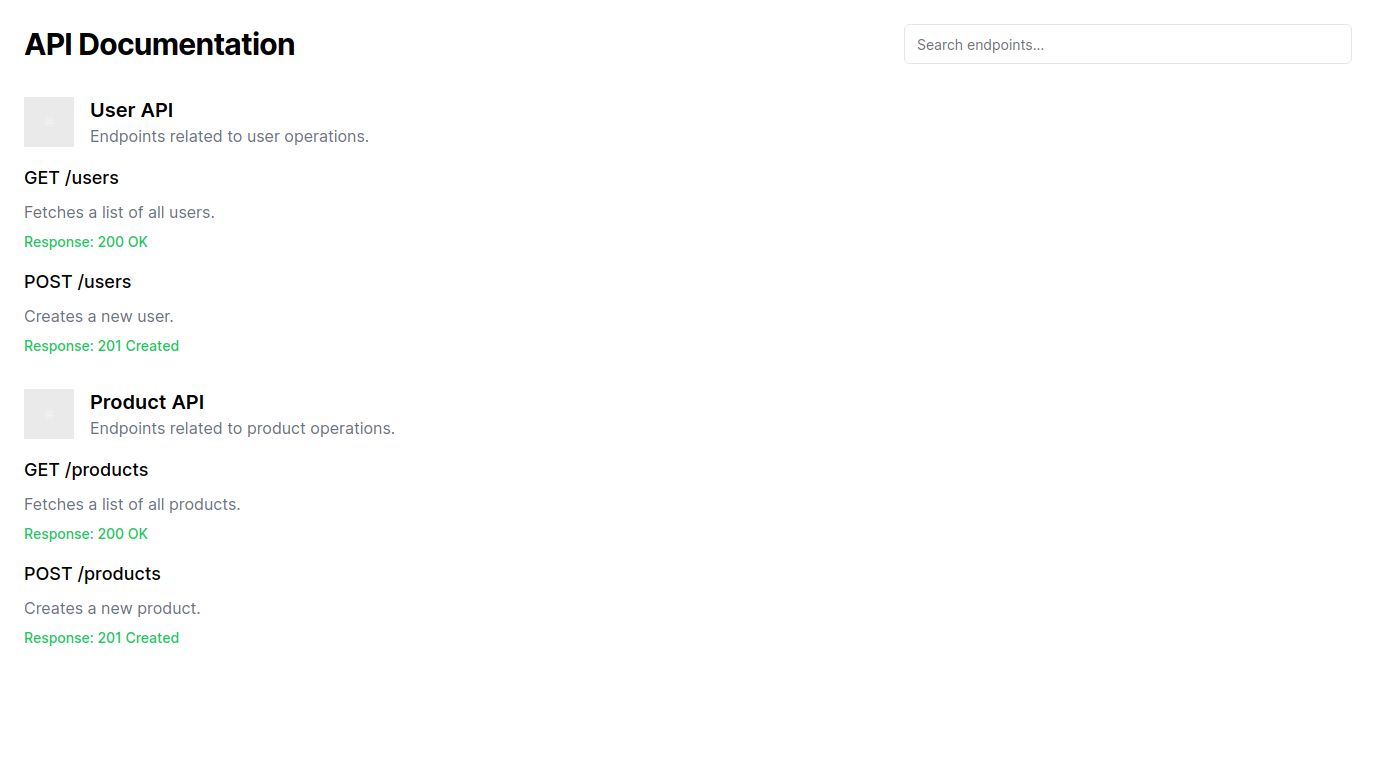 API Documentation
Search endpoints...
User API
Endpoints related to user operations.
GET /users
Fetches a list of all users.
Response: 200 OK
POST /users
Creates a new user.
Response: 201 Created
Product API
Endpoints related to product operations.
GET /products
Fetches a list of all products.
Response: 200 OK
POST /products
Creates a new product.
Response: 201 Created